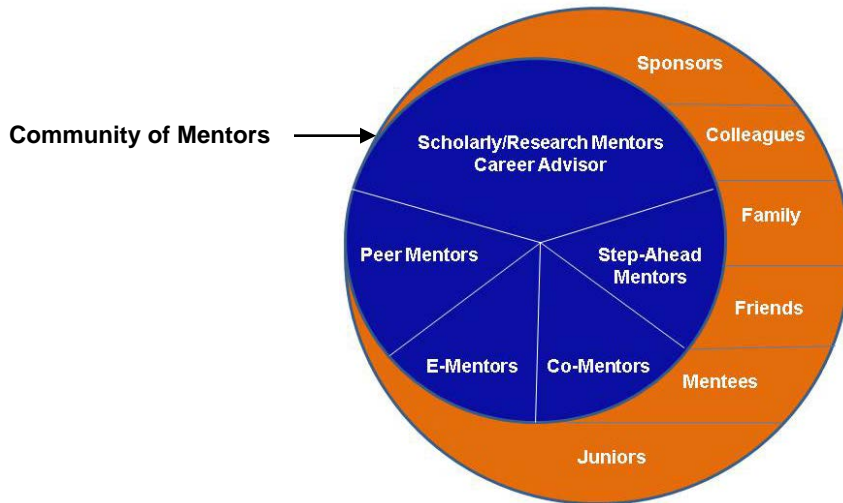 Sponsors
Community of Mentors
Scholarly/Research Mentors
Career Advisor
Colleagues
Family
Peer Mentors
Step-Ahead
Mentors
Friends
E-Mentors
Co-Mentors
Mentees
Juniors